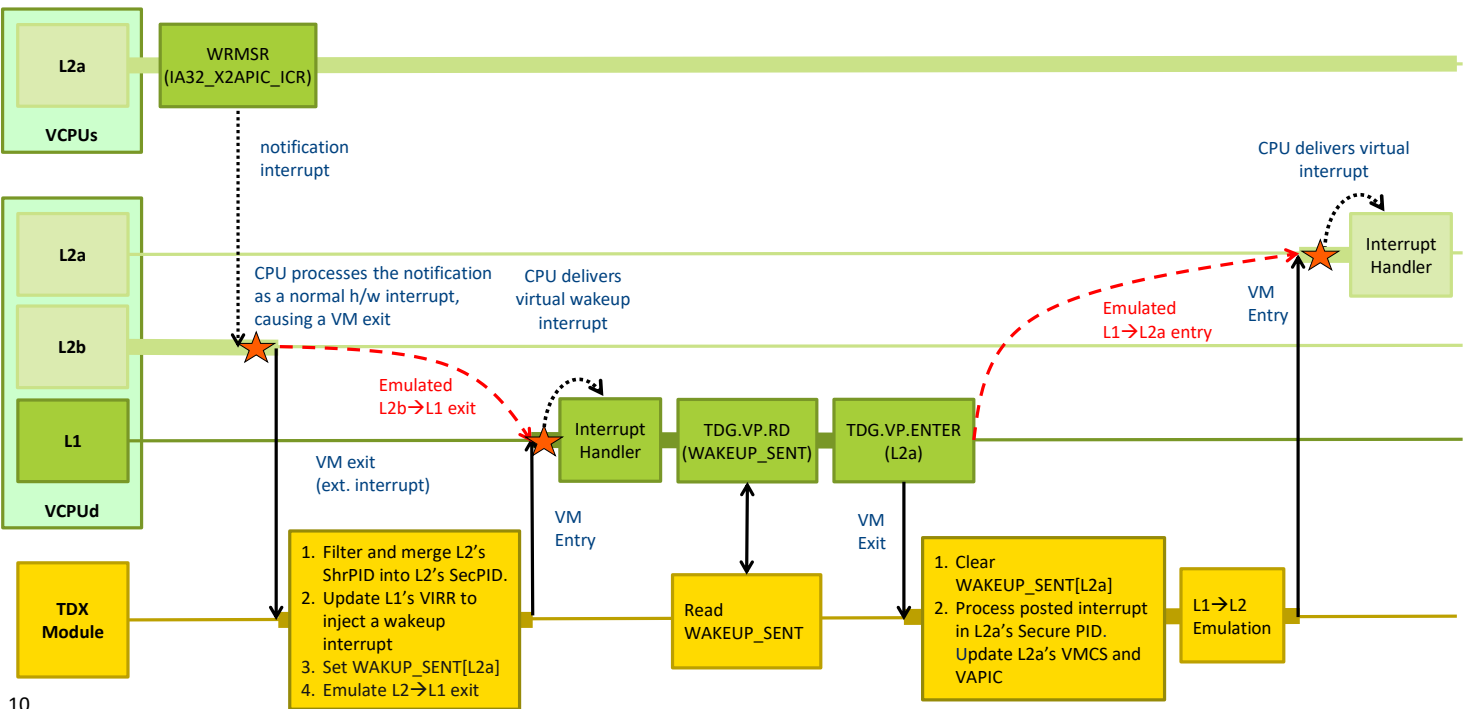 L2a
VCPUs
WRMSR
(IA32_X2APIC_ICR)
notification
interrupt
CPU delivers virtual
interrupt
L2a
Interrupt
Handler
CPU processes the notification
as a normal h/w interrupt,
causing a VM exit
CPU delivers
virtual wakeup
interrupt
VM
Entry
Emulated
L1→L2a entry
L2b
Emulated
L2b→L1 exit
L1
VCPUd
Interrupt
Handler
TDG.VP.RD
(WAKEUP_SENT)
TDG.VP.ENTER
(L2a)
VM exit
(ext. interrupt)
VM
Entry
VM
Exit
TDX
Module
1. Filter and merge L2's
ShrPID into L2's SecPID.
2. Update L1's VIRR to
inject a wakeup
interrupt
3. Set WAKUP_SENT[L2a]
4. Emulate L2→L1 exit
Read
WAKEUP_SENT
1. Clear
WAKEUP_SENT[L2a]
2. Process posted interrupt
in L2a's Secure PID.
Update L2a's VMCS and
VAPIC
L1→L2
Emulation
10